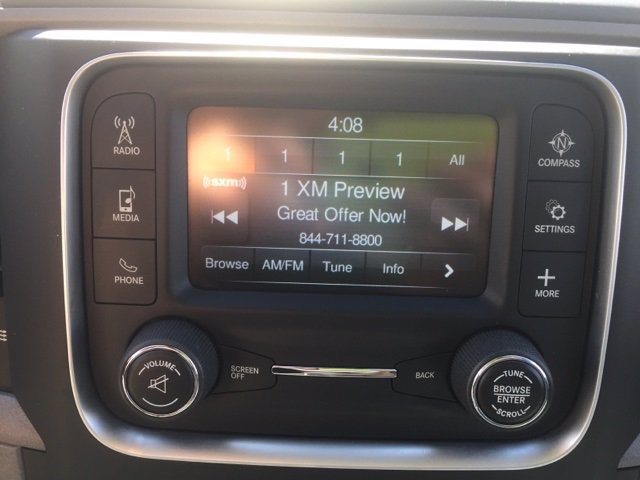 4:08
1 1 1 1 All
((sxm))
1 XM Preview
Great Offer Now!
844-711-8800
Browse AM/FM Tune Info
RADIO
MEDIA
PHONE
N
COMPASS
SETTINGS
MORE
VOLUME
SCREEN
OFF
BACK
TUNE
BROWSE
ENTER
SCROLL